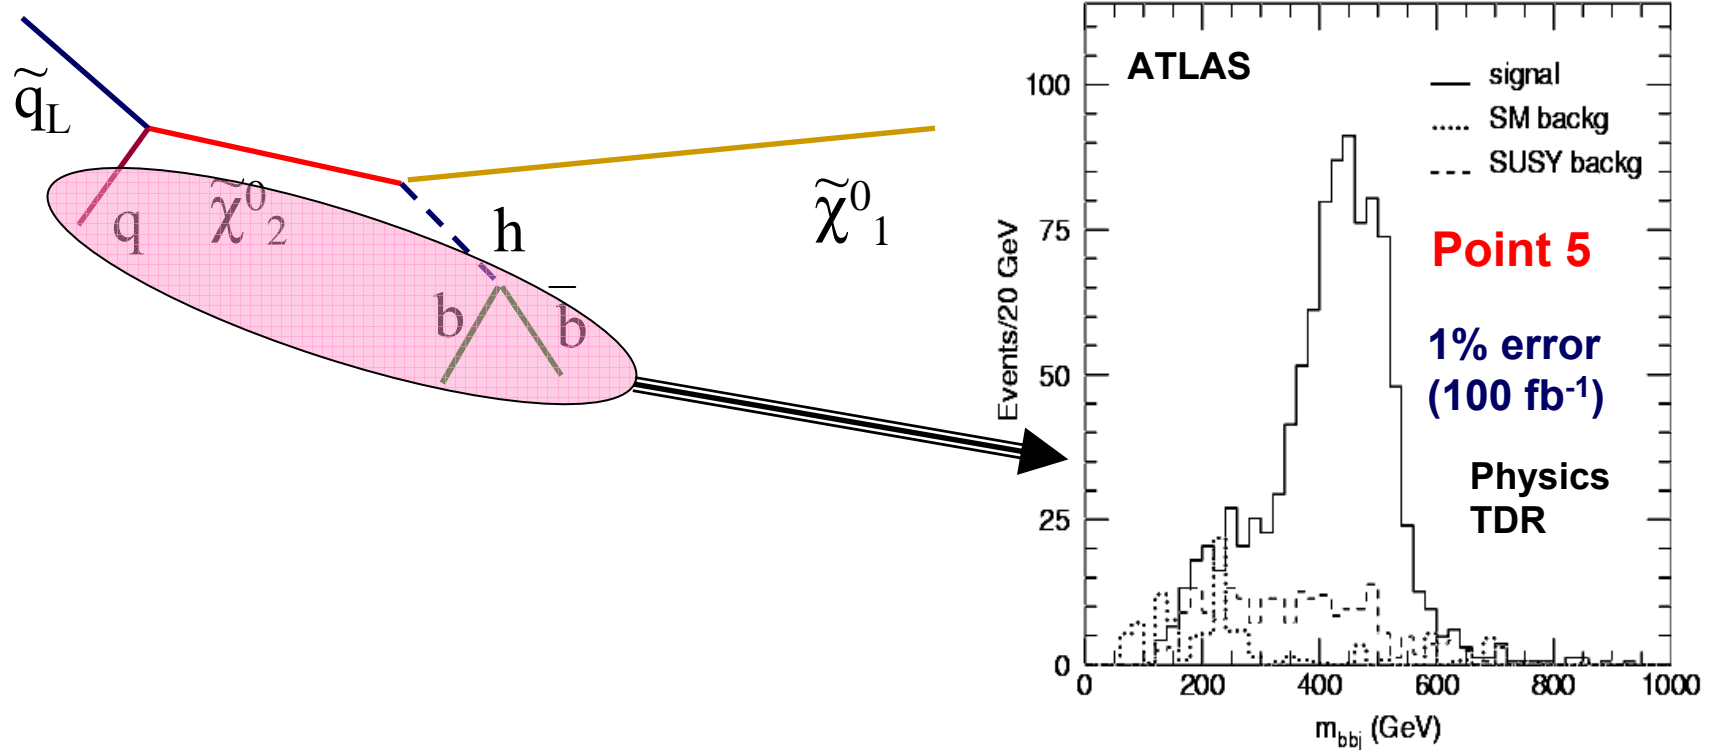 q̃L
q
χ̃⁰₂
h
b
b̄
χ̃⁰₁
ATLAS
signal
SM backg
SUSY backg
Point 5
1% error
(100 fb⁻¹)
Physics
TDR
Events/20 GeV
100
75
50
25
0
0 200 400 600 800 1000
m_bbj (GeV)